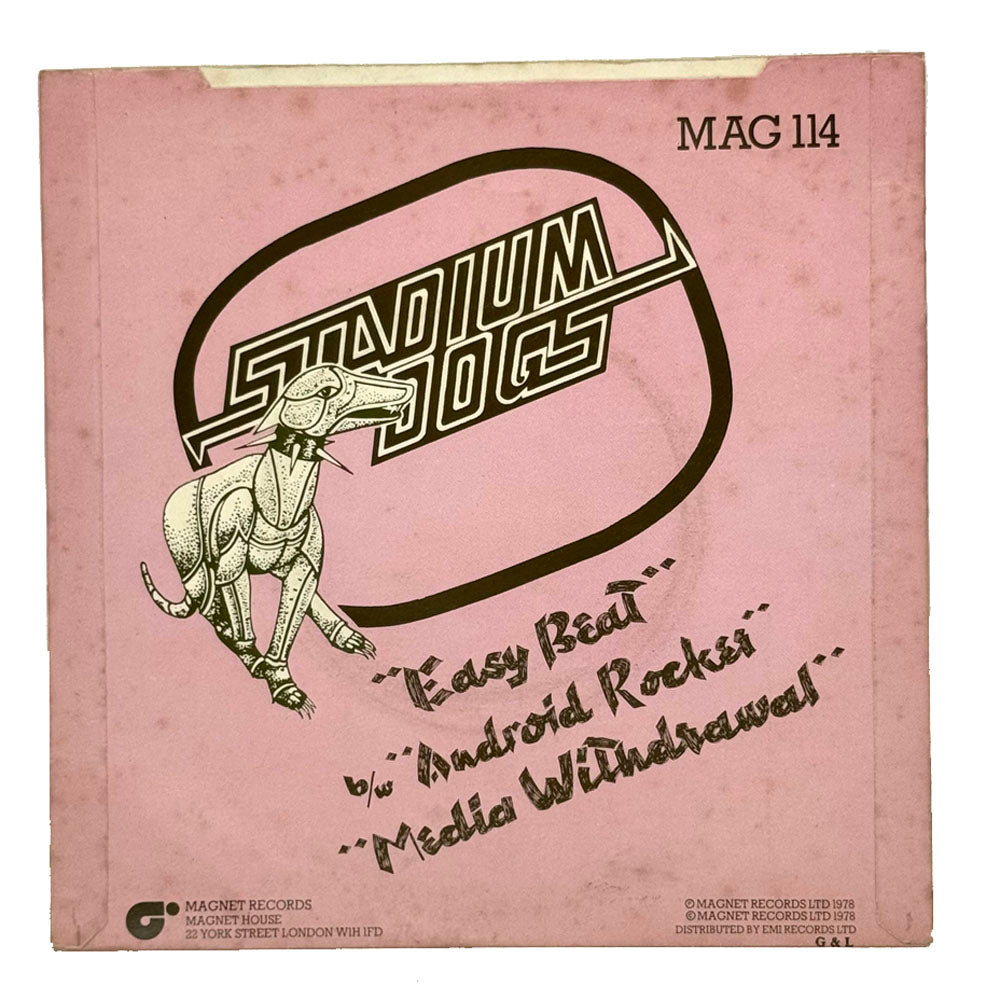 MAG 114
STADIUM
DOGS
"Easy Beat"
b/w "Android Rocket"
"Media Withdrawal"
MAGNET RECORDS
MAGNET HOUSE
22 YORK STREET LONDON W1H 1FD
℗ MAGNET RECORDS LTD 1978
© MAGNET RECORDS LTD 1978
DISTRIBUTED BY EMI RECORDS LTD
G & L